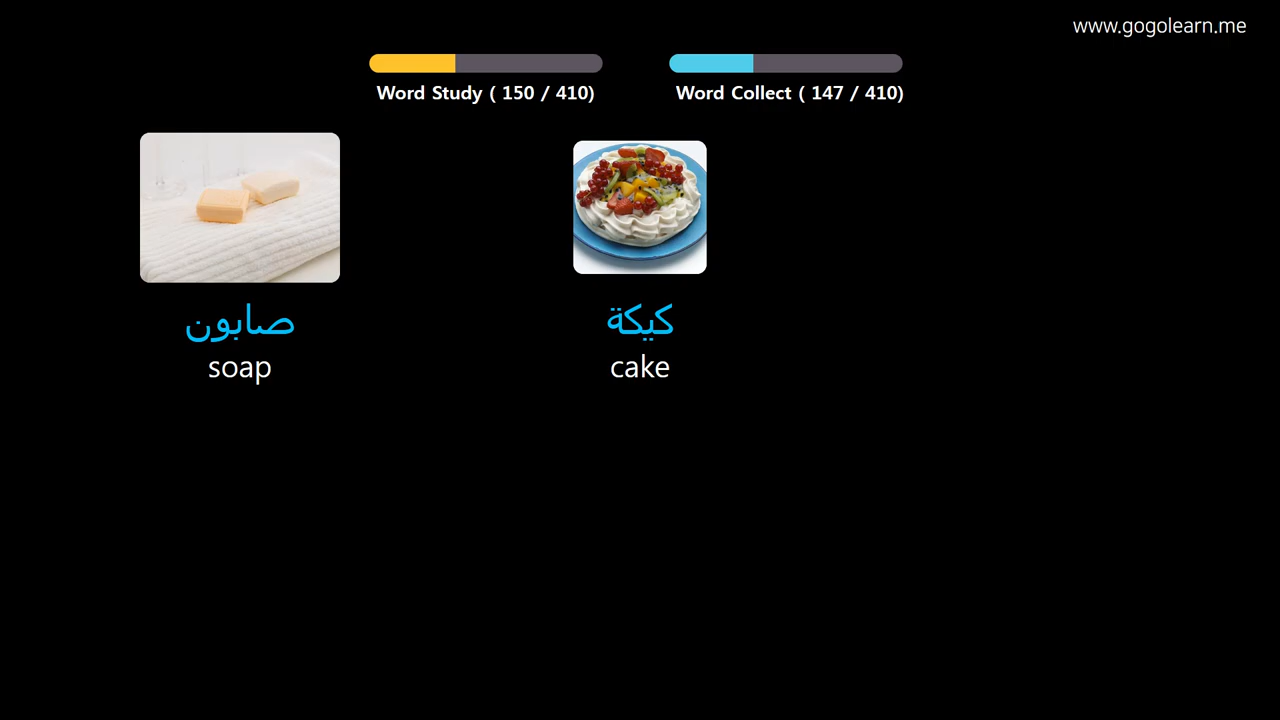 www.gogolearn.me
Word Study ( 150 / 410)
Word Collect ( 147 / 410)
صابون
soap
كيكة
cake